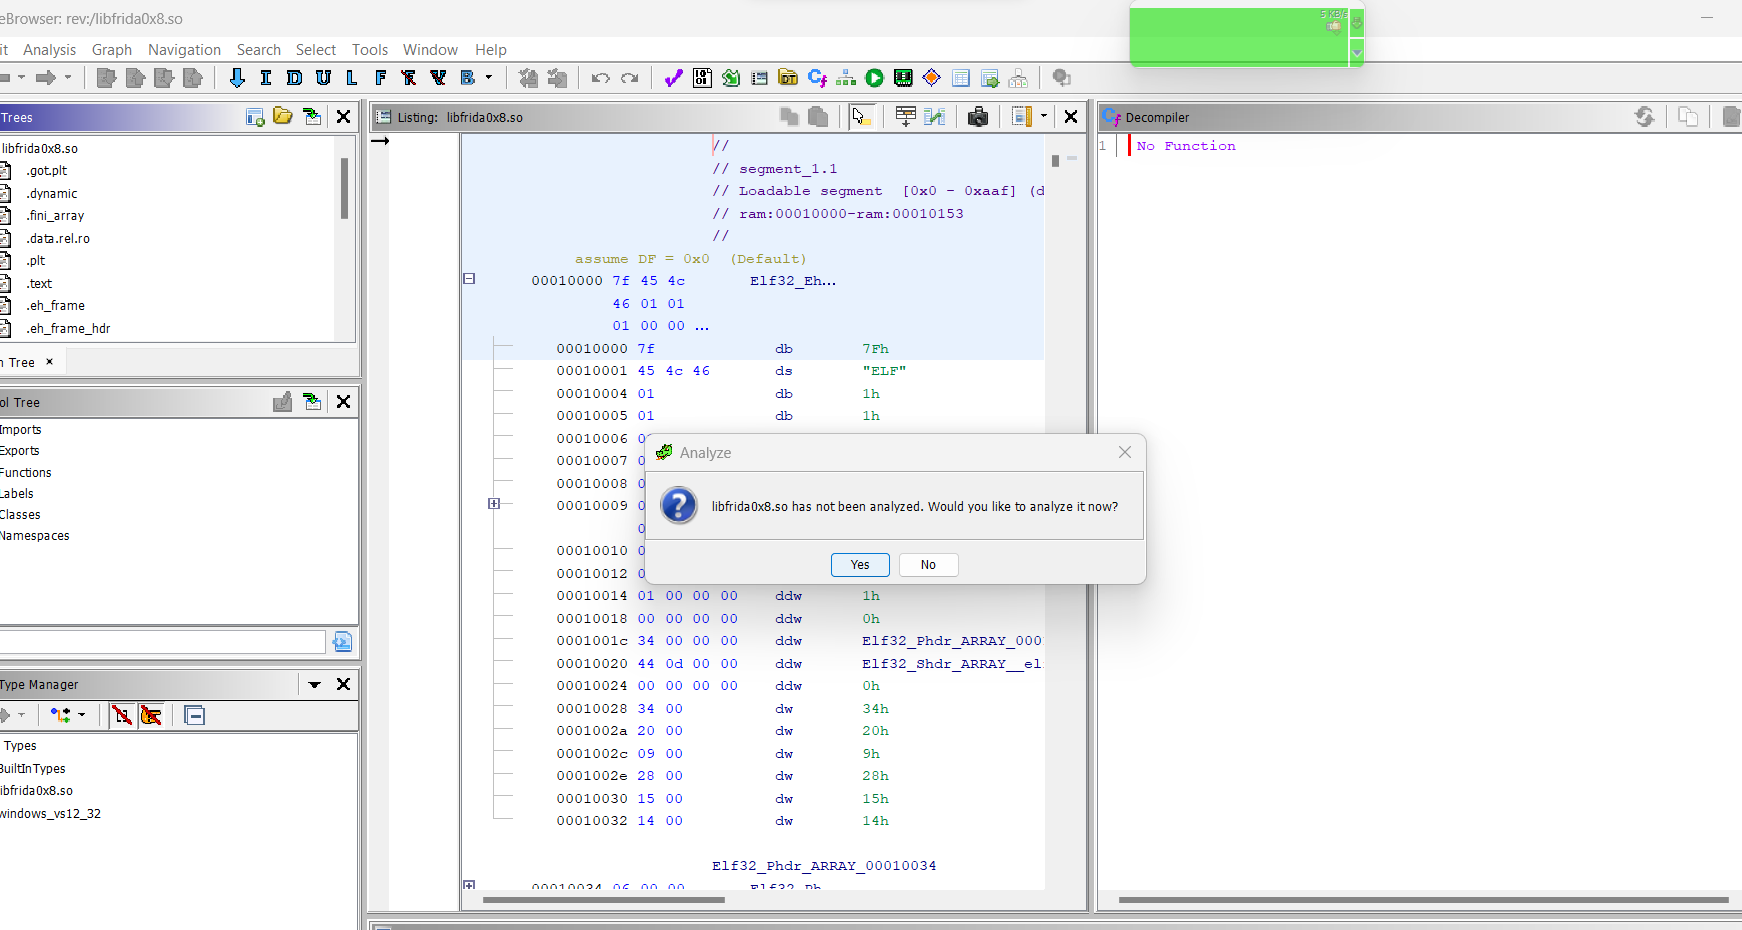 eBrowser: rev:/libfrida0x8.so
5 KB/s
it Analysis Graph Navigation Search Select Tools Window Help
I D U L F F V B
Trees
Listing: libfrida0x8.so
Decompiler
libfrida0x8.so
.got.plt
.dynamic
.fini_array
.data.rel.ro
.plt
.text
.eh_frame
.eh_frame_hdr
n Tree ×
ol Tree
Imports
Exports
Functions
Labels
Classes
Namespaces
Type Manager
Types
BuiltInTypes
libfrida0x8.so
windows_vs12_32
//
// segment_1.1
// Loadable segment [0x0 - 0xaaf] (d
// ram:00010000-ram:00010153
//
assume DF = 0x0 (Default)
00010000 7f 45 4c Elf32_Eh...
46 01 01
01 00 00 ...
00010000 7f db 7Fh
00010001 45 4c 46 ds "ELF"
00010004 01 db 1h
00010005 01 db 1h
00010006 0
00010007 0
00010008 0
00010009 0
0
00010010 0
00010012 0
00010014 01 00 00 00 ddw 1h
00010018 00 00 00 00 ddw 0h
0001001c 34 00 00 00 ddw Elf32_Phdr_ARRAY_000
00010020 44 0d 00 00 ddw Elf32_Shdr_ARRAY__el
00010024 00 00 00 00 ddw 0h
00010028 34 00 dw 34h
0001002a 20 00 dw 20h
0001002c 09 00 dw 9h
0001002e 28 00 dw 28h
00010030 15 00 dw 15h
00010032 14 00 dw 14h
Elf32_Phdr_ARRAY_00010034
00010034 06 00 00 Elf32_Ph
1 No Function
Analyze
libfrida0x8.so has not been analyzed. Would you like to analyze it now?
Yes
No